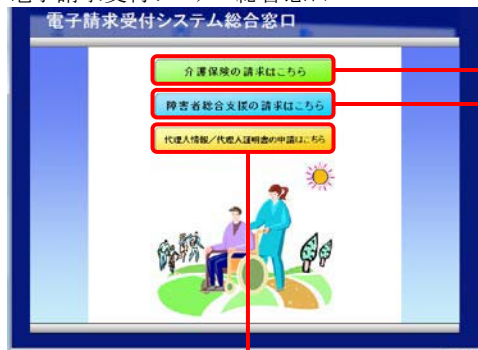 電子請求受付システム総合窓口
介護保険の請求はこちら
障害者総合支援の請求はこちら
代理人情報/代理人証明書の申請はこちら